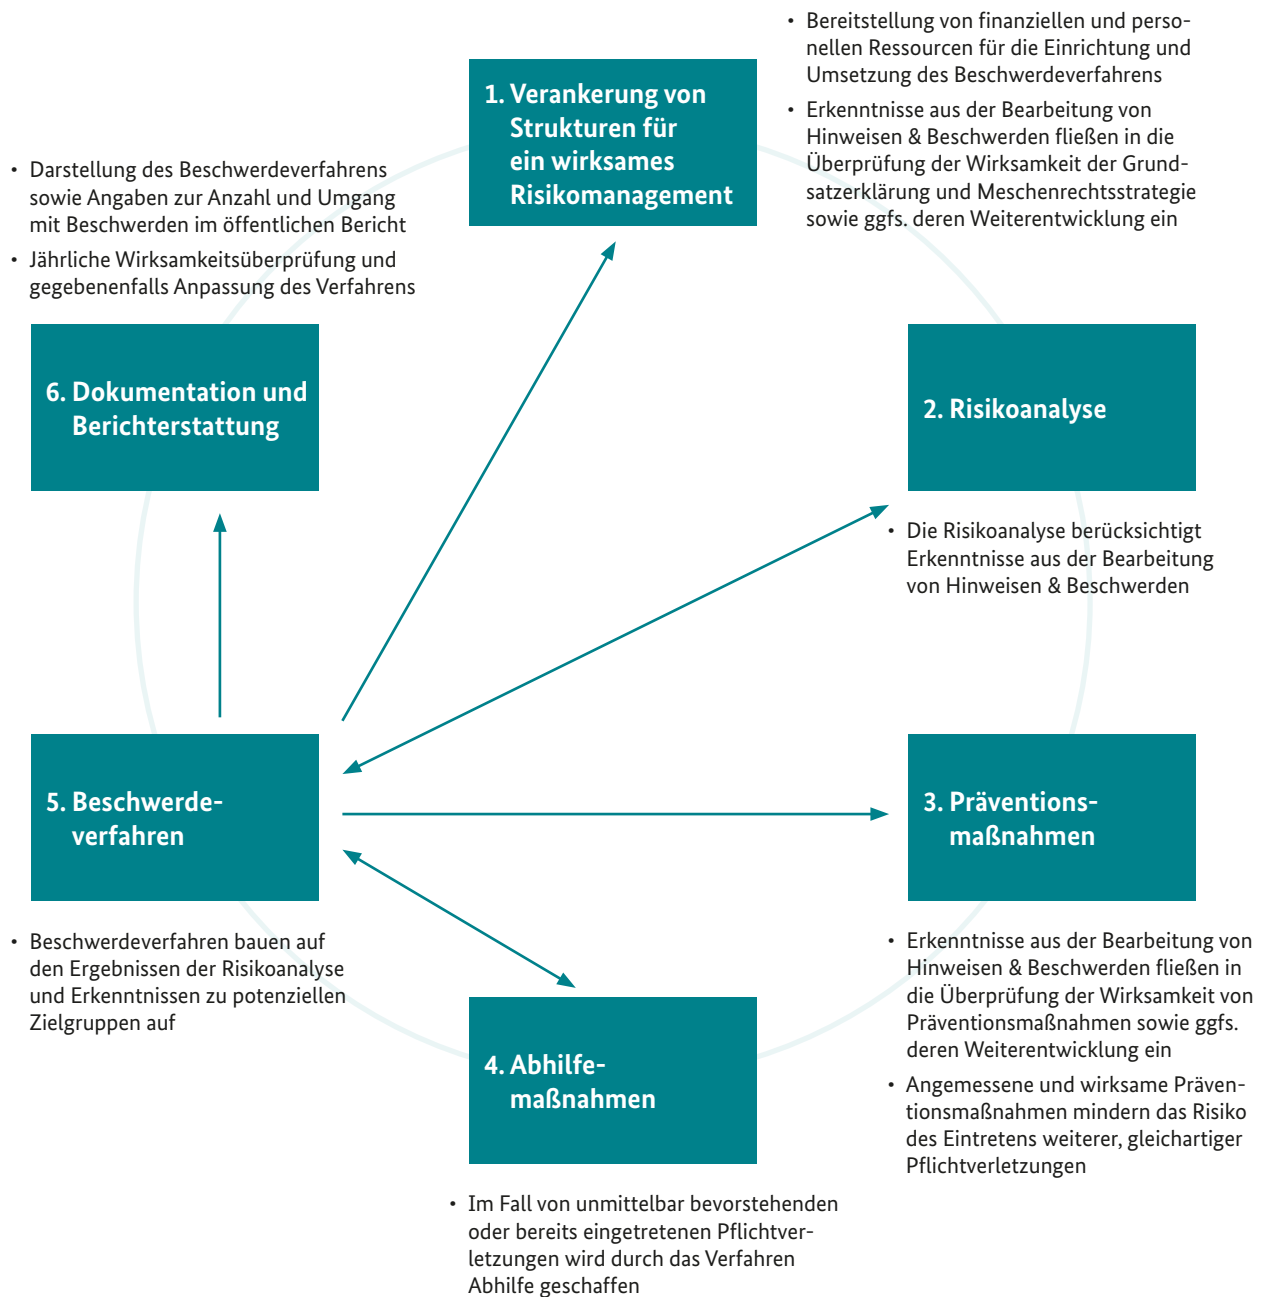 1. Verankerung von
Strukturen für
ein wirksames
Risikomanagement
• Bereitstellung von finanziellen und perso-
nellen Ressourcen für die Einrichtung und
Umsetzung des Beschwerdeverfahrens
• Erkenntnisse aus der Bearbeitung von
Hinweisen & Beschwerden fließen in die
Überprüfung der Wirksamkeit der Grund-
satzerklärung und Meschenrechtsstrategie
sowie ggfs. deren Weiterentwicklung ein
2. Risikoanalyse
• Die Risikoanalyse berücksichtigt
Erkenntnisse aus der Bearbeitung
von Hinweisen & Beschwerden
3. Präventions-
maßnahmen
• Erkenntnisse aus der Bearbeitung von
Hinweisen & Beschwerden fließen in
die Überprüfung der Wirksamkeit von
Präventionsmaßnahmen sowie ggfs.
deren Weiterentwicklung ein
• Angemessene und wirksame Präven-
tionsmaßnahmen mindern das Risiko
des Eintretens weiterer, gleichartiger
Pflichtverletzungen
4. Abhilfe-
maßnahmen
• Im Fall von unmittelbar bevorstehenden
oder bereits eingetretenen Pflichtver-
letzungen wird durch das Verfahren
Abhilfe geschaffen
5. Beschwerde-
verfahren
• Beschwerdeverfahren bauen auf
den Ergebnissen der Risikoanalyse
und Erkenntnissen zu potenziellen
Zielgruppen auf
• Darstellung des Beschwerdeverfahrens
sowie Angaben zur Anzahl und Umgang
mit Beschwerden im öffentlichen Bericht
• Jährliche Wirksamkeitsüberprüfung und
gegebenenfalls Anpassung des Verfahrens
6. Dokumentation und
Berichterstattung